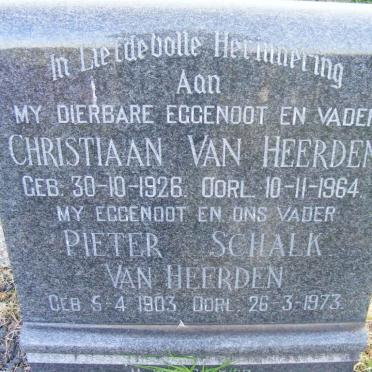 In Liefdevolle Herinnering
Aan
MY DIERBARE EGGENOOT EN VADER
CHRISTIAAN VAN HEERDEN
GEB. 30-10-1926. OORL. 10-11-1964.
MY EGGENOOT EN ONS VADER
PIETER SCHALK
VAN HEERDEN
GEB 5-4-1903. OORL. 26-3-1973.